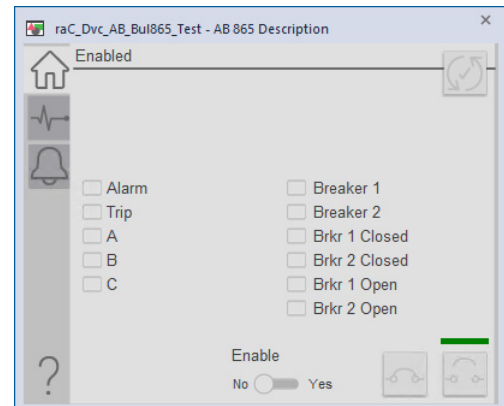 raC_Dvc_AB_Bul865_Test - AB 865 Description
Enabled
Alarm
Trip
A
B
C
Breaker 1
Breaker 2
Brkr 1 Closed
Brkr 2 Closed
Brkr 1 Open
Brkr 2 Open
Enable
No Yes
?